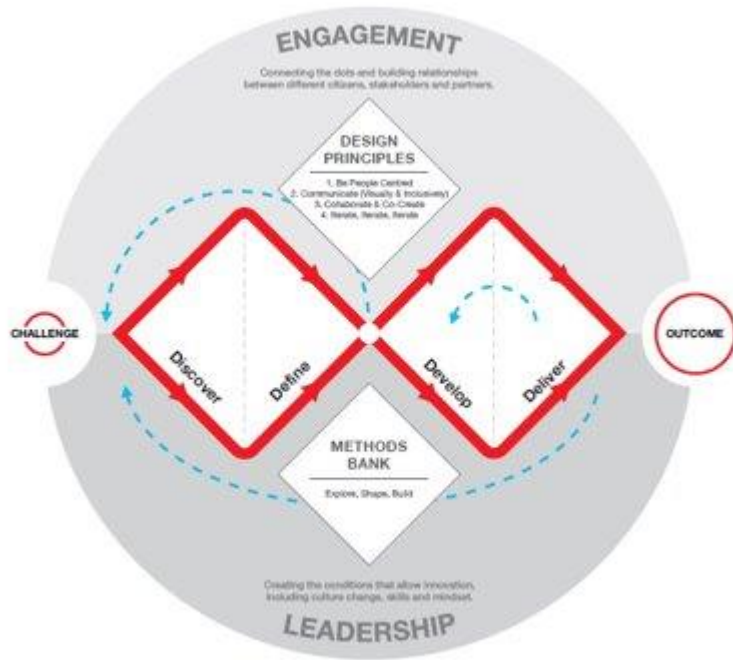 ENGAGEMENT
Connecting the dots and building relationships
between different citizens, stakeholders and partners.
DESIGN
PRINCIPLES
1. Be People Centred
2. Communicate (Visually & Inclusively)
3. Collaborate & Co-Create
4. Iterate, Iterate, Iterate
CHALLENGE
OUTCOME
Discover
Define
Develop
Deliver
METHODS
BANK
Explore, Shape, Build
Creating the conditions that allow innovation,
including culture change, skills and mindset.
LEADERSHIP